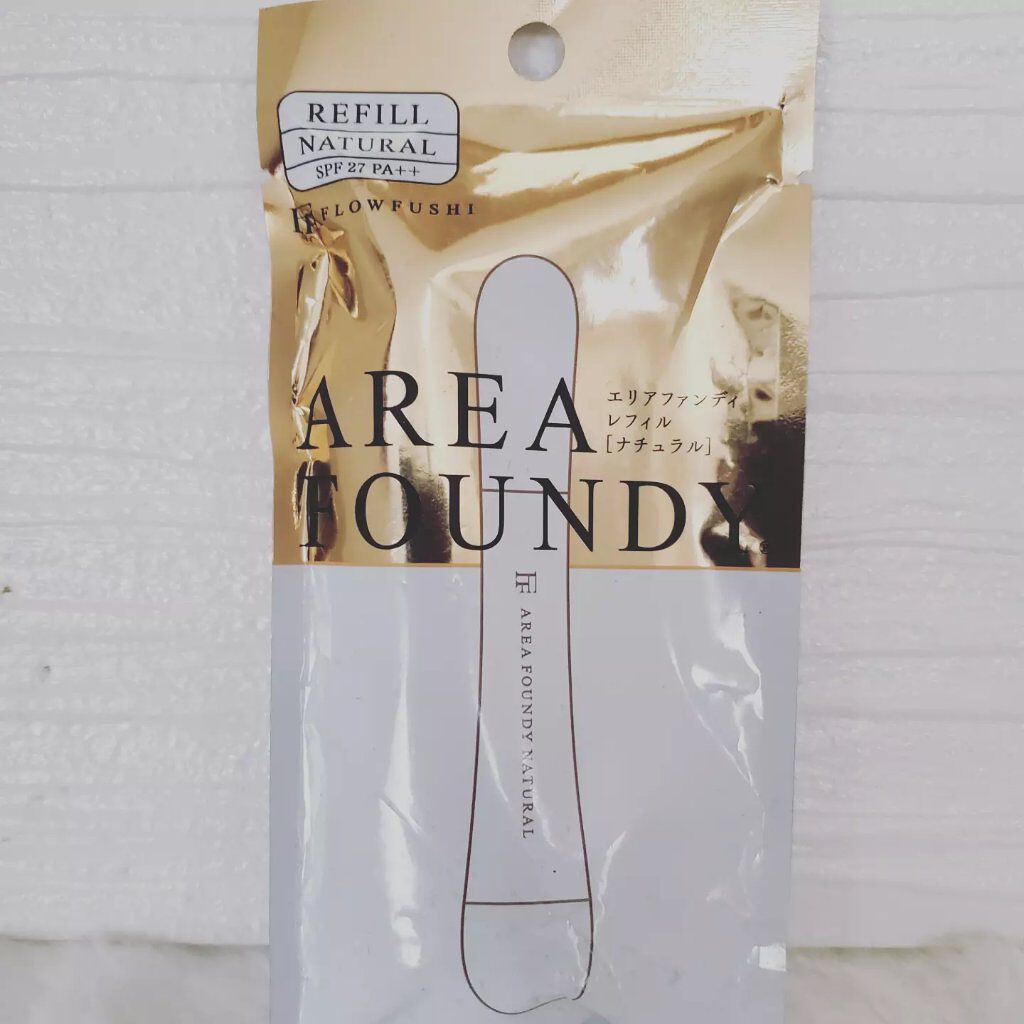 REFILL
NATURAL
SPF 27 PA++
FLOWFUSHI
AREA
エリアファンディ
レフィル
[ナチュラル]
FOUNDY®
AREA FOUNDY NATURAL